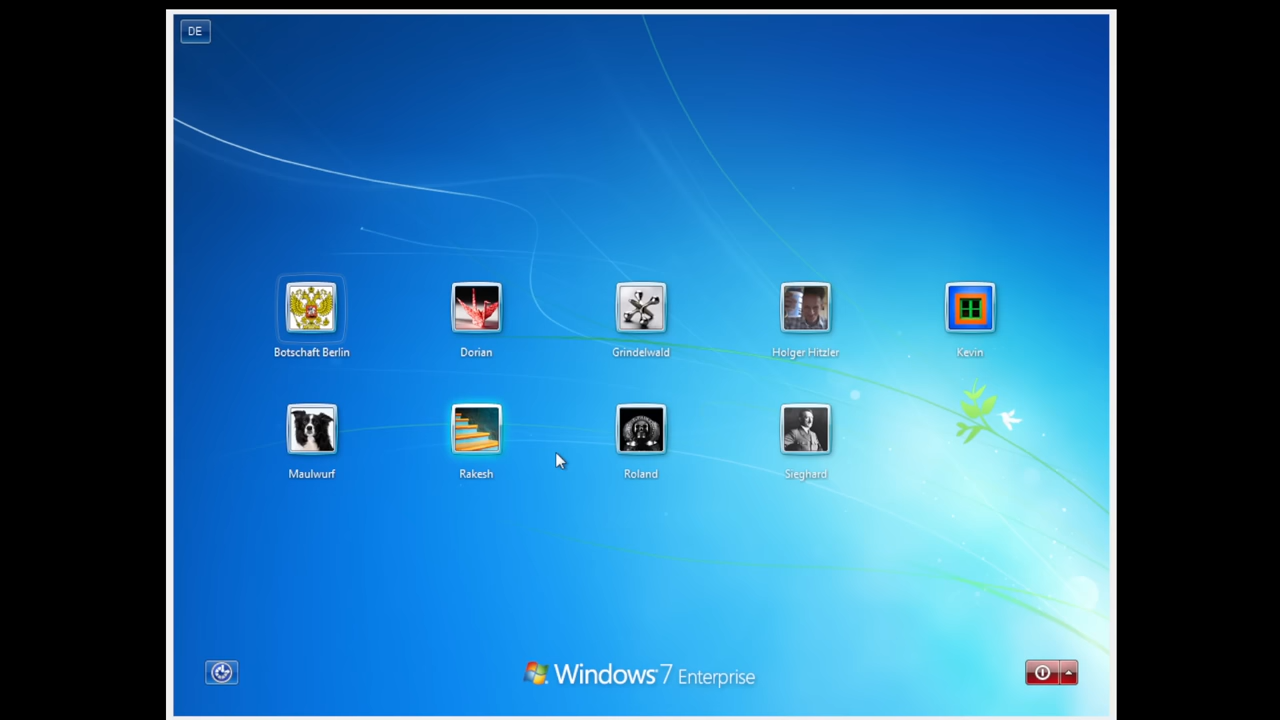 DE
Botschaft Berlin
Dorian
Grindelwald
Holger Hitzler
Kevin
Maulwurf
Rakesh
Roland
Sieghard
Windows 7 Enterprise